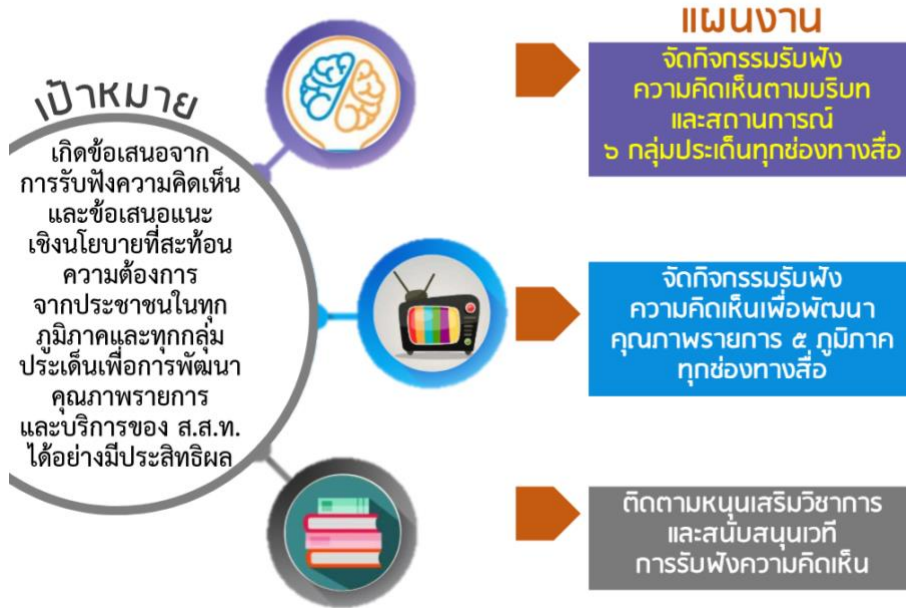 เป้าหมาย
เกิดข้อเสนอจาก
การรับฟังความคิดเห็น
และข้อเสนอแนะ
เชิงนโยบายที่สะท้อน
ความต้องการ
จากประชาชนในทุก
ภูมิภาคและทุกกลุ่ม
ประเด็นเพื่อการพัฒนา
คุณภาพรายการ
และบริการของ ส.ส.ท.
ได้อย่างมีประสิทธิผล
แผนงาน
จัดกิจกรรมรับฟัง
ความคิดเห็นตามบริบท
และสถานการณ์
๖ กลุ่มประเด็นทุกช่องทางสื่อ
จัดกิจกรรมรับฟัง
ความคิดเห็นเพื่อพัฒนา
คุณภาพรายการ ๕ ภูมิภาค
ทุกช่องทางสื่อ
ติดตามหนุนเสริมวิชาการ
และสนับสนุนเวที
การรับฟังความคิดเห็น